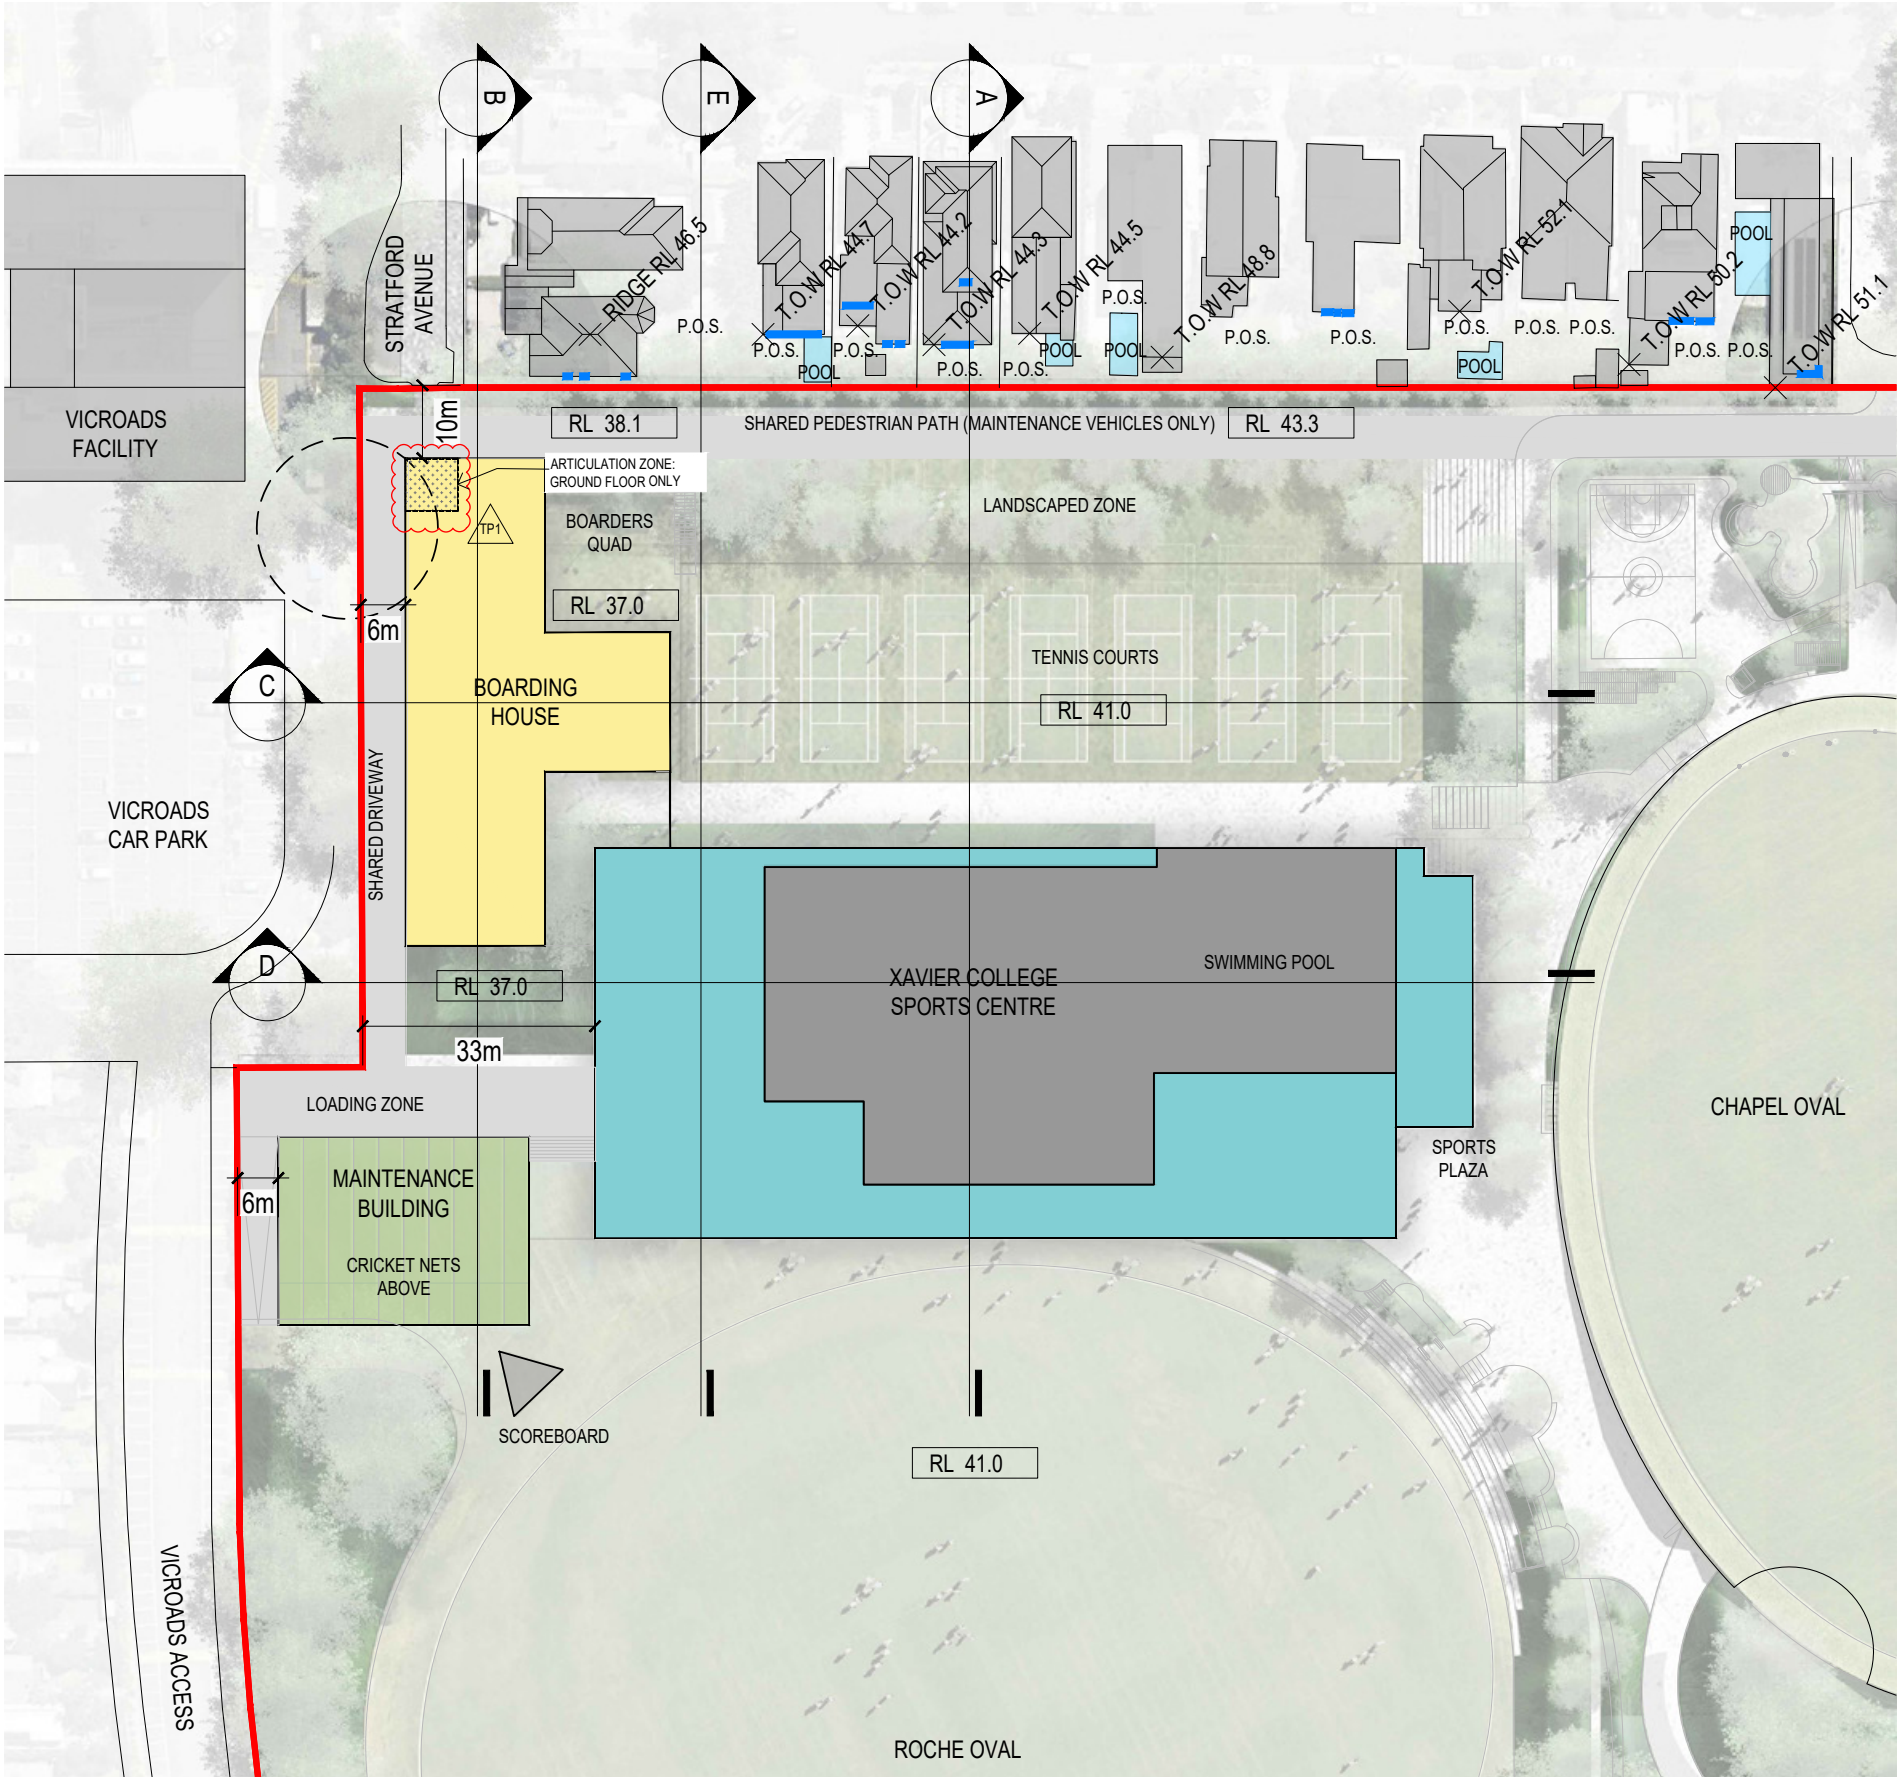 B
E
A
STRATFORD
AVENUE
RIDGE RL 46.5
T.O.W RL 44.7
T.O.W RL 44.2
T.O.W RL 44.3
T.O.W RL 44.5
T.O.W RL 48.8
T.O.W RL 52.1
T.O.W RL 50.2
T.O.W RL 51.1
P.O.S.
P.O.S.
POOL
P.O.S.
P.O.S.
P.O.S.
POOL
P.O.S.
POOL
P.O.S.
P.O.S.
P.O.S.
POOL
P.O.S.
P.O.S.
P.O.S.
P.O.S.
POOL
VICROADS
FACILITY
10m
RL 38.1
SHARED PEDESTRIAN PATH (MAINTENANCE VEHICLES ONLY)
RL 43.3
ARTICULATION ZONE:
GROUND FLOOR ONLY
TP1
BOARDERS
QUAD
LANDSCAPED ZONE
RL 37.0
6m
C
BOARDING
HOUSE
TENNIS COURTS
RL 41.0
VICROADS
CAR PARK
SHARED DRIVEWAY
D
RL 37.0
XAVIER COLLEGE
SPORTS CENTRE
SWIMMING POOL
33m
LOADING ZONE
CHAPEL OVAL
SPORTS
PLAZA
MAINTENANCE
BUILDING
6m
CRICKET NETS
ABOVE
SCOREBOARD
RL 41.0
VICROADS ACCESS
ROCHE OVAL